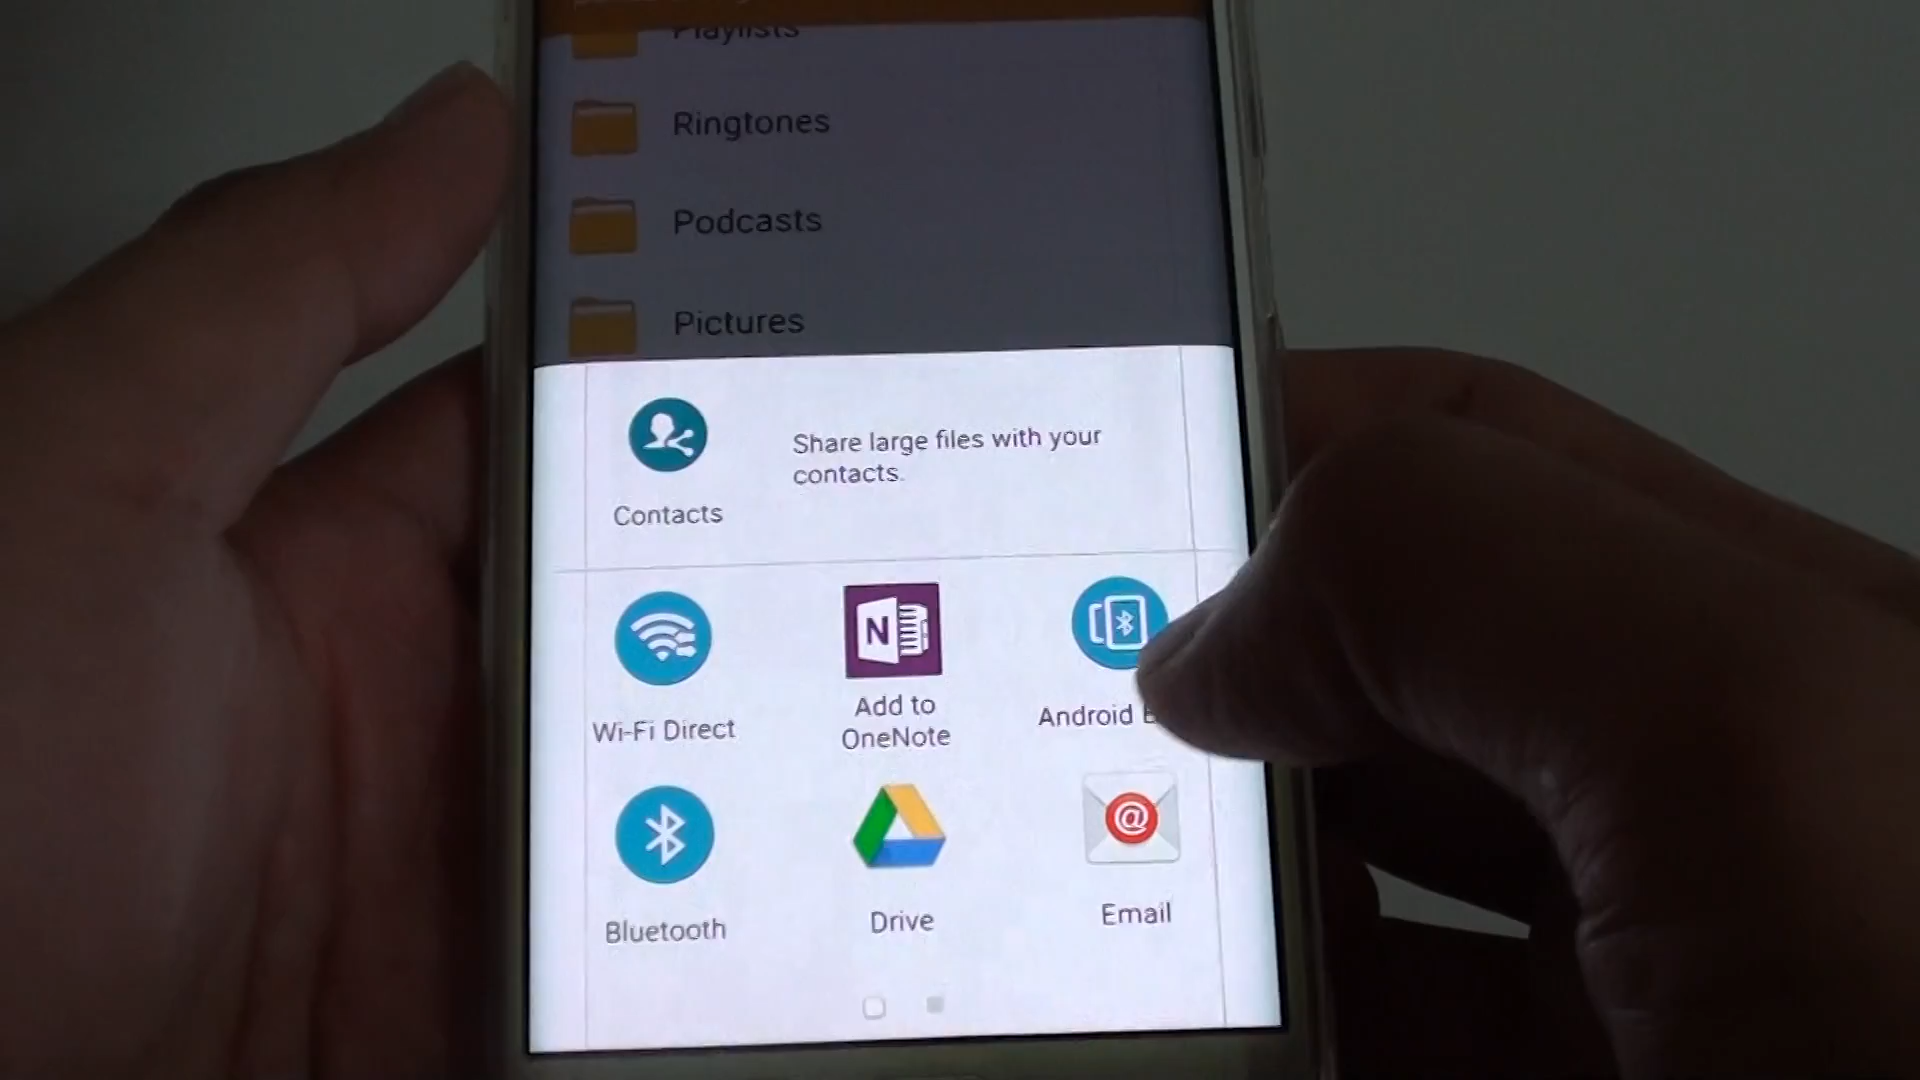 Playlists
Ringtones
Podcasts
Pictures
Share large files with your
contacts.
Contacts
N
Add to
OneNote
Wi-Fi Direct
Android
@
Bluetooth
Drive
Email